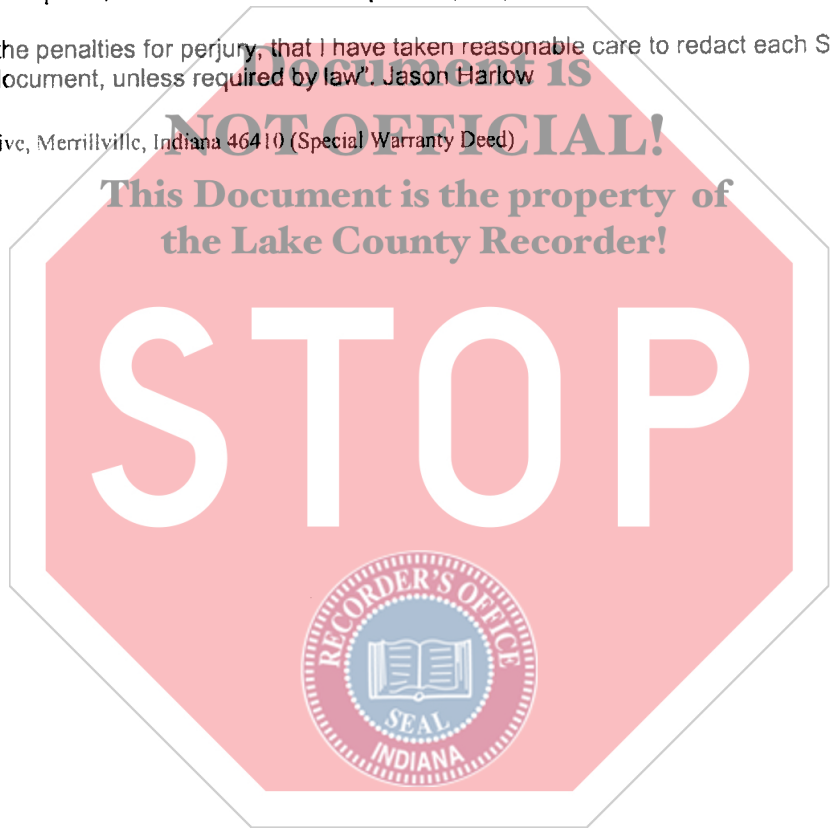 the penalties for perjury, that I have taken reasonable care to redact each S
ocument, unless required by law". Jason Harlow
Document is
ive, Merrillville, Indiana 46410 (Special Warranty Deed)
NOT OFFICIAL!
This Document is the property of
the Lake County Recorder!
STOP
RECORDER'S OFFICE
SEAL
INDIANA